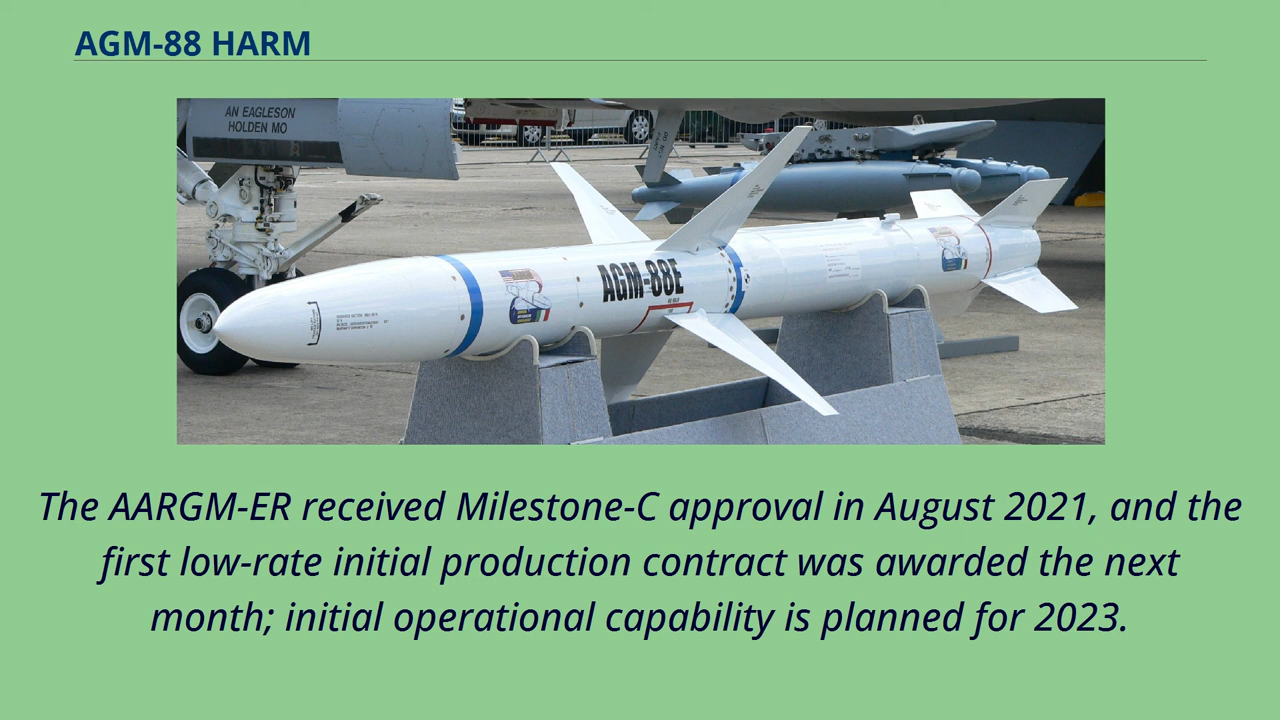 AGM-88 HARM
AN EAGLESON
HOLDEN MO
AGM-88E
The AARGM-ER received Milestone-C approval in August 2021, and the
first low-rate initial production contract was awarded the next
month; initial operational capability is planned for 2023.